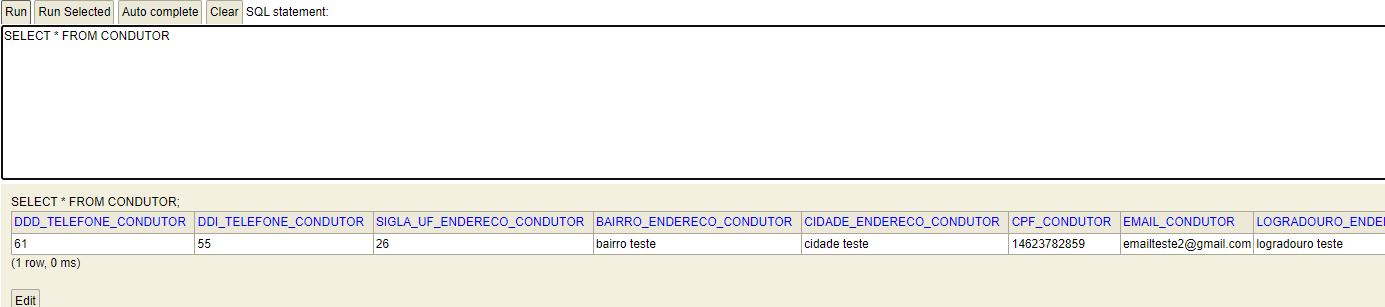 Run Run Selected Auto complete Clear SQL statement:
SELECT * FROM CONDUTOR
SELECT * FROM CONDUTOR;
DDD_TELEFONE_CONDUTOR DDI_TELEFONE_CONDUTOR SIGLA_UF_ENDERECO_CONDUTOR BAIRRO_ENDERECO_CONDUTOR CIDADE_ENDERECO_CONDUTOR CPF_CONDUTOR EMAIL_CONDUTOR LOGRADOURO_ENDE
61 55 26 bairro teste cidade teste 14623782859 emailteste2@gmail.com logradouro teste
(1 row, 0 ms)
Edit